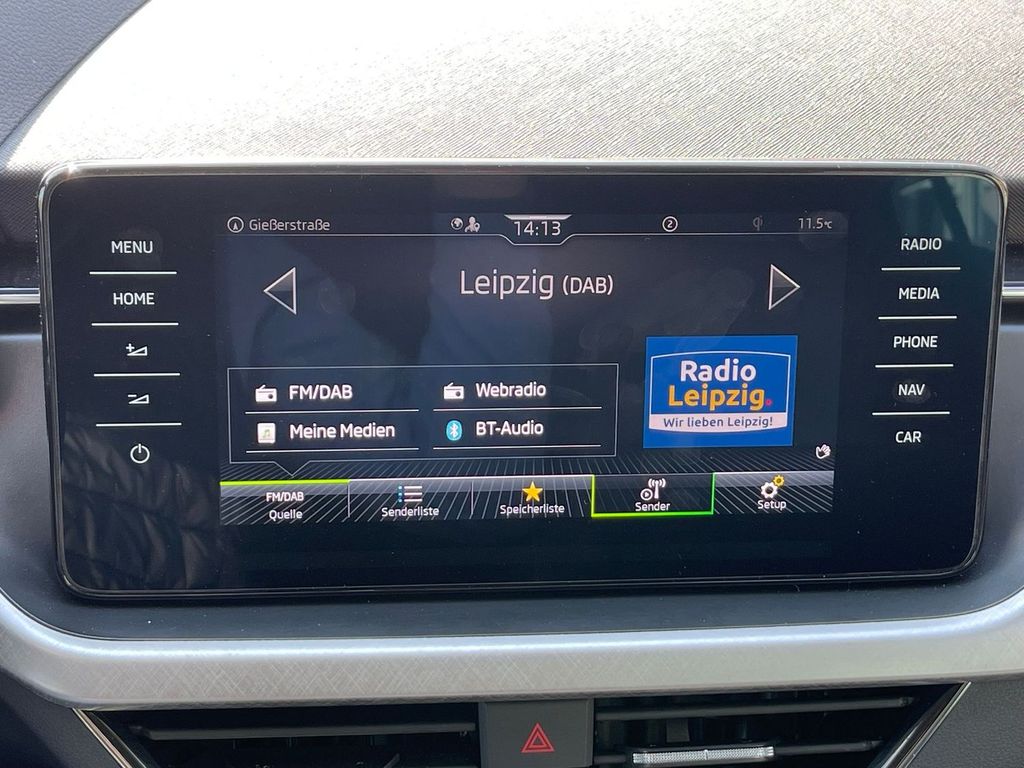 Gießerstraße 14:13 2 11.5°C
MENU
HOME
RADIO
MEDIA
PHONE
NAV
CAR
Leipzig (DAB)
FM/DAB
Webradio
Meine Medien
BT-Audio
Radio
Leipzig.
Wir lieben Leipzig!
FM/DAB
Quelle
Senderliste
Speicherliste
Sender
Setup